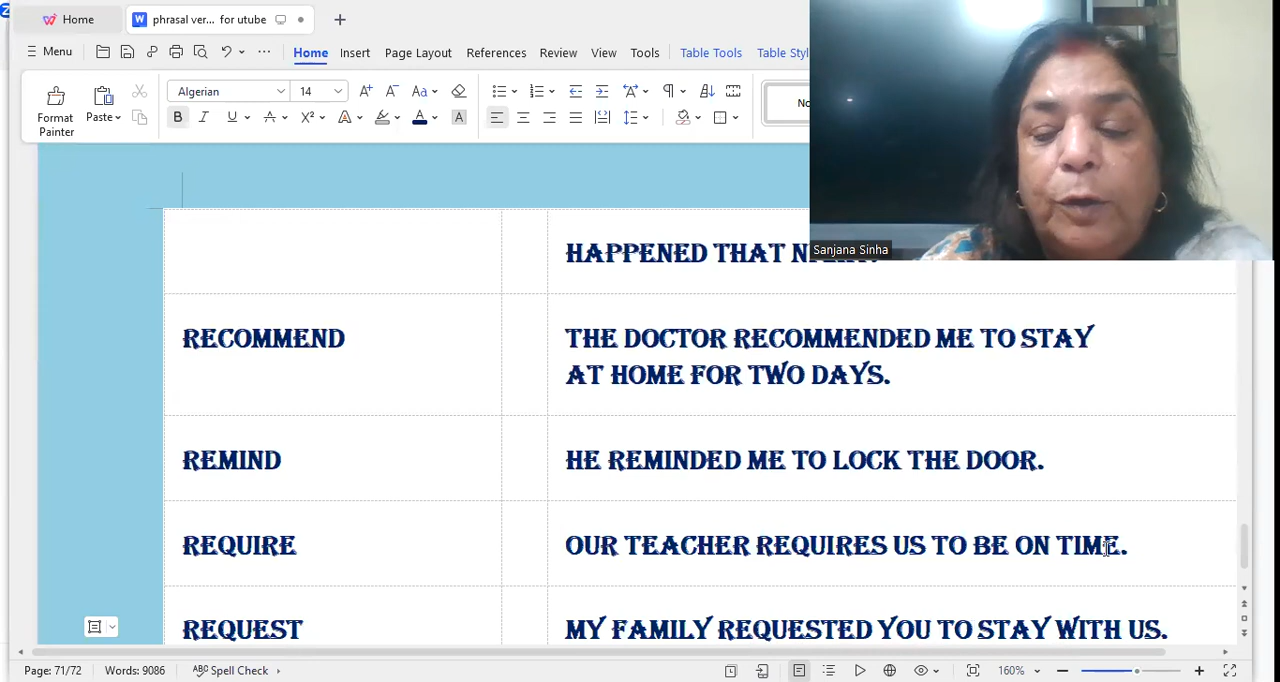 Home
phrasal ver... for utube
Menu
Home Insert Page Layout References Review View Tools Table Tools Table Styl
Format Painter
Paste
Algerian 14
No
Sanjana Sinha
HAPPENED THAT
RECOMMEND
THE DOCTOR RECOMMENDED ME TO STAY
AT HOME FOR TWO DAYS.
REMIND
HE REMINDED ME TO LOCK THE DOOR.
REQUIRE
OUR TEACHER REQUIRES US TO BE ON TIME.
REQUEST
MY FAMILY REQUESTED YOU TO STAY WITH US.
Page: 71/72 Words: 9086 Spell Check 160%